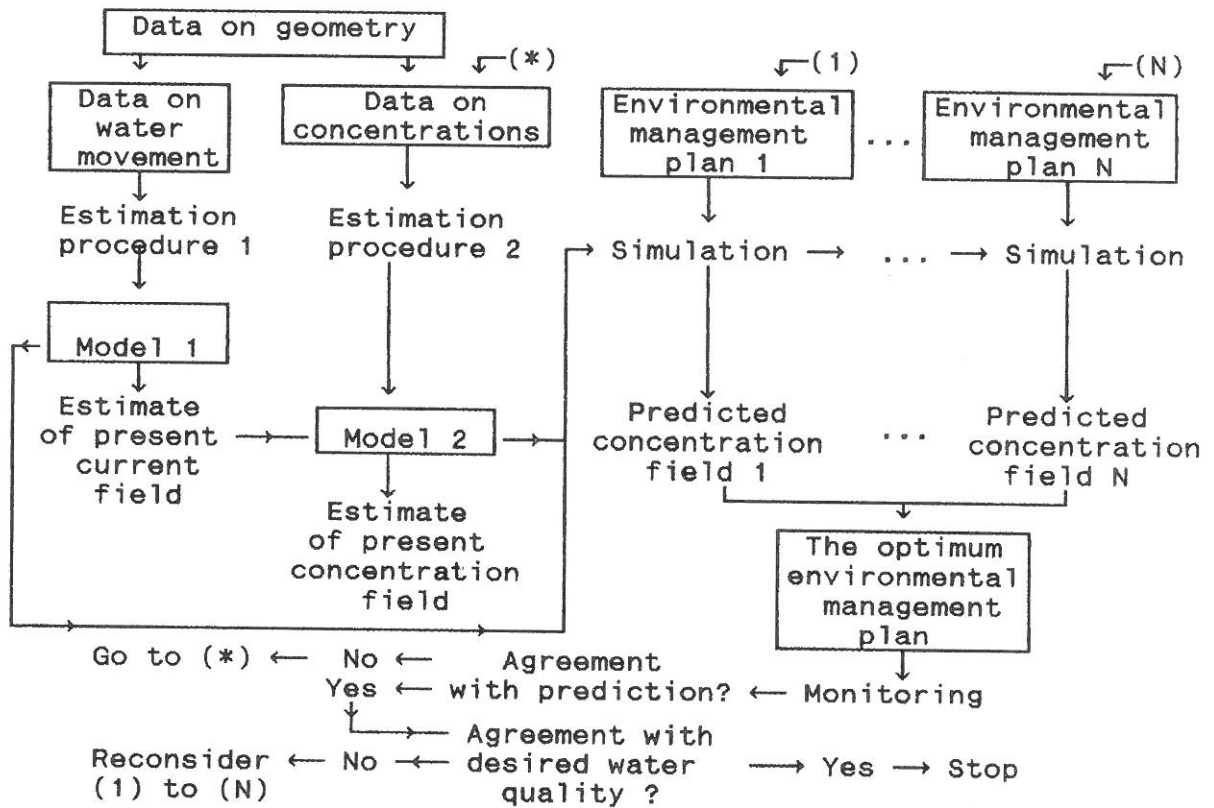 Data on geometry
(*)
(1)
(N)
Data on
water
movement
Data on
concentrations
Environmental
management
plan 1
...
Environmental
management
plan N
Estimation
procedure 1
Estimation
procedure 2
Simulation
...
Simulation
Model 1
Estimate
of present
current
field
Model 2
Predicted
concentration
field 1
...
Predicted
concentration
field N
Estimate
of present
concentration
field
The optimum
environmental
management
plan
Go to (*) ← No ← Agreement
Yes ← with prediction? ← Monitoring
Agreement with
Reconsider ← No ← desired water → Yes → Stop
(1) to (N) quality ?